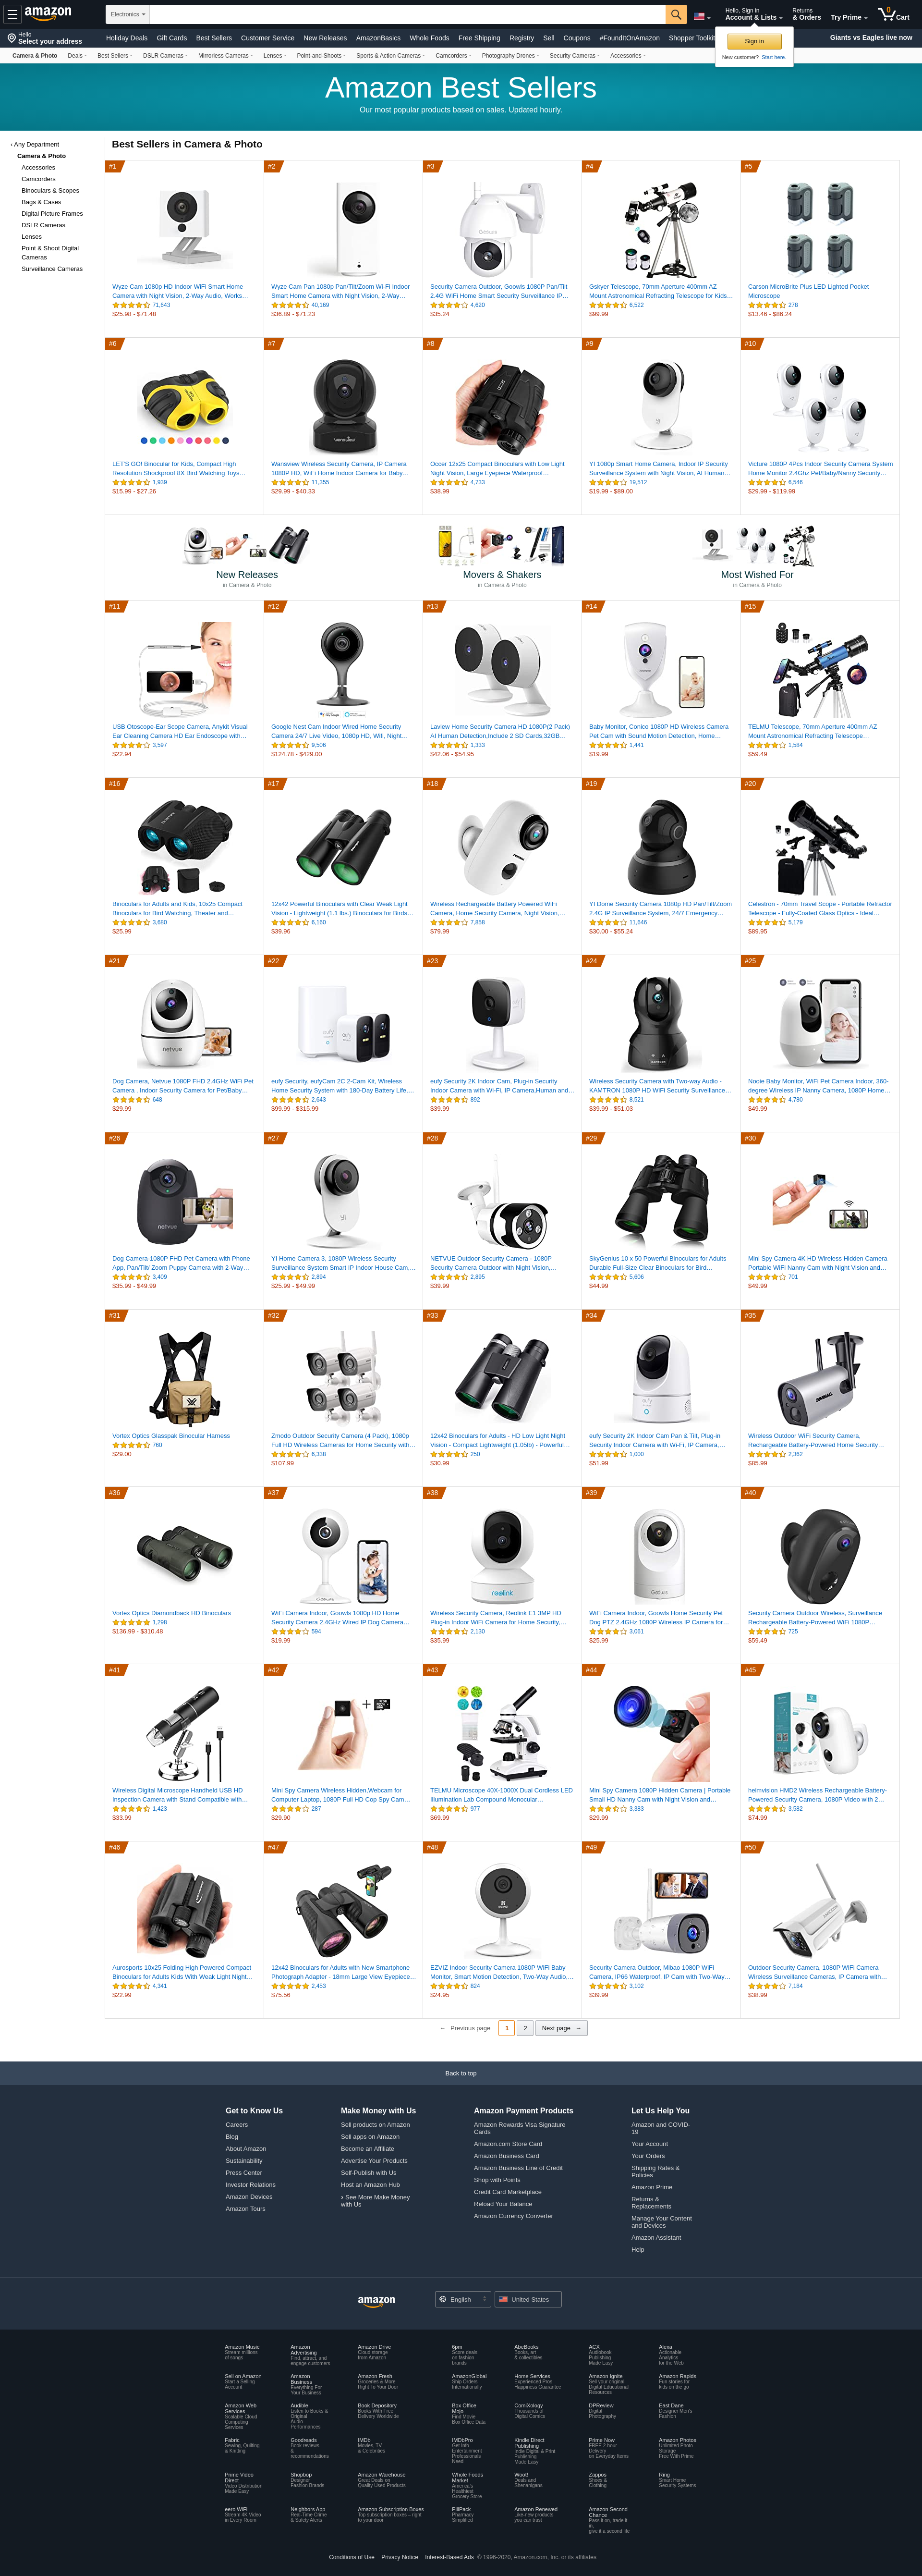 amazon
Electronics
Hello, Sign in
Account & Lists
Returns
& Orders
Try Prime
0
Cart
Hello
Select your address
Holiday Deals
Gift Cards
Best Sellers
Customer Service
New Releases
AmazonBasics
Whole Foods
Free Shipping
Registry
Sell
Coupons
#FoundItOnAmazon
Shopper Toolkit
Giants vs Eagles live now
Sign in
New customer? Start here.
Camera & Photo
Deals
Best Sellers
DSLR Cameras
Mirrorless Cameras
Lenses
Point-and-Shoots
Sports & Action Cameras
Camcorders
Photography Drones
Security Cameras
Accessories
Amazon Best Sellers
Our most popular products based on sales. Updated hourly.
‹ Any Department
Camera & Photo
Accessories
Camcorders
Binoculars & Scopes
Bags & Cases
Digital Picture Frames
DSLR Cameras
Lenses
Point & Shoot Digital
Cameras
Surveillance Cameras
Best Sellers in Camera & Photo
#1
Wyze Cam 1080p HD Indoor WiFi Smart Home
Camera with Night Vision, 2-Way Audio, Works…
71,643
$25.98 - $71.48
#2
Wyze Cam Pan 1080p Pan/Tilt/Zoom Wi-Fi Indoor
Smart Home Camera with Night Vision, 2-Way…
40,169
$36.89 - $71.23
#3
Security Camera Outdoor, Goowls 1080P Pan/Tilt
2.4G WiFi Home Smart Security Surveillance IP…
4,620
$35.24
#4
Gskyer Telescope, 70mm Aperture 400mm AZ
Mount Astronomical Refracting Telescope for Kids…
6,522
$99.99
#5
Carson MicroBrite Plus LED Lighted Pocket
Microscope
278
$13.46 - $86.24
#6
LET'S GO! Binocular for Kids, Compact High
Resolution Shockproof 8X Bird Watching Toys…
1,939
$15.99 - $27.26
#7
Wansview Wireless Security Camera, IP Camera
1080P HD, WiFi Home Indoor Camera for Baby…
11,355
$29.99 - $40.33
#8
Occer 12x25 Compact Binoculars with Low Light
Night Vision, Large Eyepiece Waterproof…
4,733
$38.99
#9
YI 1080p Smart Home Camera, Indoor IP Security
Surveillance System with Night Vision, AI Human…
19,512
$19.99 - $89.00
#10
Victure 1080P 4Pcs Indoor Security Camera System
Home Monitor 2.4Ghz Pet/Baby/Nanny Security…
6,546
$29.99 - $119.99
New Releases
in Camera & Photo
Movers & Shakers
in Camera & Photo
Most Wished For
in Camera & Photo
#11
USB Otoscope-Ear Scope Camera, Anykit Visual
Ear Cleaning Camera HD Ear Endoscope with…
3,597
$22.94
#12
Google Nest Cam Indoor Wired Home Security
Camera 24/7 Live Video, 1080p HD, Wifi, Night…
9,506
$124.78 - $429.00
#13
Laview Home Security Camera HD 1080P(2 Pack)
AI Human Detection,Include 2 SD Cards,32GB…
1,333
$42.06 - $54.95
#14
Baby Monitor, Conico 1080P HD Wireless Camera
Pet Cam with Sound Motion Detection, Home…
1,441
$19.99
#15
TELMU Telescope, 70mm Aperture 400mm AZ
Mount Astronomical Refracting Telescope…
1,584
$59.49
#16
Binoculars for Adults and Kids, 10x25 Compact
Binoculars for Bird Watching, Theater and…
3,680
$25.99
#17
12x42 Powerful Binoculars with Clear Weak Light
Vision - Lightweight (1.1 lbs.) Binoculars for Birds…
6,160
$39.96
#18
Wireless Rechargeable Battery Powered WiFi
Camera, Home Security Camera, Night Vision,…
7,858
$79.99
#19
YI Dome Security Camera 1080p HD Pan/Tilt/Zoom
2.4G IP Surveillance System, 24/7 Emergency…
11,646
$30.00 - $55.24
#20
Celestron - 70mm Travel Scope - Portable Refractor
Telescope - Fully-Coated Glass Optics - Ideal…
5,179
$89.95
#21
netvue
Dog Camera, Netvue 1080P FHD 2.4GHz WiFi Pet
Camera , Indoor Security Camera for Pet/Baby…
648
$29.99
#22
eufy
eufy Security, eufyCam 2C 2-Cam Kit, Wireless
Home Security System with 180-Day Battery Life,…
2,643
$99.99 - $315.99
#23
eufy Security 2K Indoor Cam, Plug-in Security
Indoor Camera with Wi-Fi, IP Camera,Human and…
892
$39.99
#24
Wireless Security Camera with Two-way Audio -
KAMTRON 1080P HD WiFi Security Surveillance…
8,521
$39.99 - $51.03
#25
Nooie Baby Monitor, WiFi Pet Camera Indoor, 360-
degree Wireless IP Nanny Camera, 1080P Home…
4,780
$49.99
#26
netvue
Dog Camera-1080P FHD Pet Camera with Phone
App, Pan/Tilt/ Zoom Puppy Camera with 2-Way…
3,409
$35.99 - $49.99
#27
YI Home Camera 3, 1080P Wireless Security
Surveillance System Smart IP Indoor House Cam,…
2,894
$25.99 - $49.99
#28
NETVUE Outdoor Security Camera - 1080P
Security Camera Outdoor with Night Vision,…
2,895
$39.99
#29
SkyGenius 10 x 50 Powerful Binoculars for Adults
Durable Full-Size Clear Binoculars for Bird…
5,606
$44.99
#30
Mini Spy Camera 4K HD Wireless Hidden Camera
Portable WiFi Nanny Cam with Night Vision and…
701
$49.99
#31
Vortex Optics Glasspak Binocular Harness
760
$29.00
#32
Zmodo Outdoor Security Camera (4 Pack), 1080p
Full HD Wireless Cameras for Home Security with…
6,338
$107.99
#33
12x42 Binoculars for Adults - HD Low Light Night
Vision - Compact Lightweight (1.05lb) - Powerful…
250
$30.99
#34
eufy Security 2K Indoor Cam Pan & Tilt, Plug-in
Security Indoor Camera with Wi-Fi, IP Camera,…
1,000
$51.99
#35
Wireless Outdoor WiFi Security Camera,
Rechargeable Battery-Powered Home Security…
2,362
$85.99
#36
Vortex Optics Diamondback HD Binoculars
1,298
$136.99 - $310.48
#37
WiFi Camera Indoor, Goowls 1080p HD Home
Security Camera 2.4GHz Wired IP Dog Camera…
594
$19.99
#38
reolink
Wireless Security Camera, Reolink E1 3MP HD
Plug-in Indoor WiFi Camera for Home Security,…
2,130
$35.99
#39
WiFi Camera Indoor, Goowls Home Security Pet
Dog PTZ 2.4GHz 1080P Wireless IP Camera for…
3,061
$25.99
#40
Security Camera Outdoor Wireless, Surveillance
Rechargeable Battery-Powered WiFi 1080P…
725
$59.49
#41
Wireless Digital Microscope Handheld USB HD
Inspection Camera with Stand Compatible with…
1,423
$33.99
#42
Mini Spy Camera Wireless Hidden,Webcam for
Computer Laptop, 1080P Full HD Cop Spy Cam…
287
$29.90
#43
TELMU Microscope 40X-1000X Dual Cordless LED
Illumination Lab Compound Monocular…
977
$69.99
#44
Mini Spy Camera 1080P Hidden Camera | Portable
Small HD Nanny Cam with Night Vision and…
3,383
$29.99
#45
heimvision HMD2 Wireless Rechargeable Battery-
Powered Security Camera, 1080P Video with 2…
3,582
$74.99
#46
Aurosports 10x25 Folding High Powered Compact
Binoculars for Adults Kids With Weak Light Night…
4,341
$22.99
#47
12x42 Binoculars for Adults with New Smartphone
Photograph Adapter - 18mm Large View Eyepiece…
2,453
$75.56
#48
EZVIZ Indoor Security Camera 1080P WiFi Baby
Monitor, Smart Motion Detection, Two-Way Audio,…
824
$24.95
#49
Security Camera Outdoor, Mibao 1080P WiFi
Camera, IP66 Waterproof, IP Cam with Two-Way…
3,102
$39.99
#50
Outdoor Security Camera, 1080P WiFi Camera
Wireless Surveillance Cameras, IP Camera with…
7,184
$38.99
← Previous page
1
2
Next page →
Back to top
Get to Know Us
Careers
Blog
About Amazon
Sustainability
Press Center
Investor Relations
Amazon Devices
Amazon Tours
Make Money with Us
Sell products on Amazon
Sell apps on Amazon
Become an Affiliate
Advertise Your Products
Self-Publish with Us
Host an Amazon Hub
› See More Make Money
with Us
Amazon Payment Products
Amazon Rewards Visa Signature
Cards
Amazon.com Store Card
Amazon Business Card
Amazon Business Line of Credit
Shop with Points
Credit Card Marketplace
Reload Your Balance
Amazon Currency Converter
Let Us Help You
Amazon and COVID-
19
Your Account
Your Orders
Shipping Rates &
Policies
Amazon Prime
Returns &
Replacements
Manage Your Content
and Devices
Amazon Assistant
Help
amazon
English
United States
Amazon Music
Stream millions
of songs
Amazon
Advertising
Find, attract, and
engage customers
Amazon Drive
Cloud storage
from Amazon
6pm
Score deals
on fashion
brands
AbeBooks
Books, art
& collectibles
ACX
Audiobook
Publishing
Made Easy
Alexa
Actionable
Analytics
for the Web
Sell on Amazon
Start a Selling
Account
Amazon
Business
Everything For
Your Business
Amazon Fresh
Groceries & More
Right To Your Door
AmazonGlobal
Ship Orders
Internationally
Home Services
Experienced Pros
Happiness Guarantee
Amazon Ignite
Sell your original
Digital Educational
Resources
Amazon Rapids
Fun stories for
kids on the go
Amazon Web
Services
Scalable Cloud
Computing
Services
Audible
Listen to Books &
Original
Audio
Performances
Book Depository
Books With Free
Delivery Worldwide
Box Office
Mojo
Find Movie
Box Office Data
ComiXology
Thousands of
Digital Comics
DPReview
Digital
Photography
East Dane
Designer Men's
Fashion
Fabric
Sewing, Quilting
& Knitting
Goodreads
Book reviews
&
recommendations
IMDb
Movies, TV
& Celebrities
IMDbPro
Get Info
Entertainment
Professionals
Need
Kindle Direct
Publishing
Indie Digital & Print
Publishing
Made Easy
Prime Now
FREE 2-hour
Delivery
on Everyday Items
Amazon Photos
Unlimited Photo
Storage
Free With Prime
Prime Video
Direct
Video Distribution
Made Easy
Shopbop
Designer
Fashion Brands
Amazon Warehouse
Great Deals on
Quality Used Products
Whole Foods
Market
America's
Healthiest
Grocery Store
Woot!
Deals and
Shenanigans
Zappos
Shoes &
Clothing
Ring
Smart Home
Security Systems
eero WiFi
Stream 4K Video
in Every Room
Neighbors App
Real-Time Crime
& Safety Alerts
Amazon Subscription Boxes
Top subscription boxes – right
to your door
PillPack
Pharmacy
Simplified
Amazon Renewed
Like-new products
you can trust
Amazon Second
Chance
Pass it on, trade it
in,
give it a second life
Conditions of Use
Privacy Notice
Interest-Based Ads
© 1996-2020, Amazon.com, Inc. or its affiliates